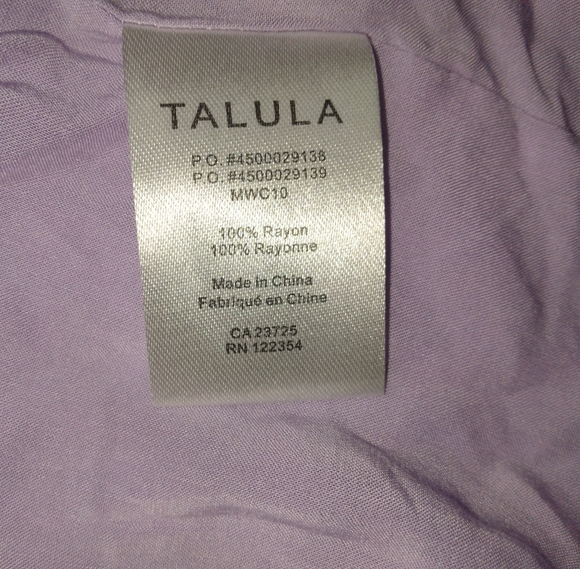 TALULA
P.O. #4500029138
P.O. #4500029139
MWC10
100% Rayon
100% Rayonne
Made in China
Fabriqué en Chine
CA 23725
RN 122354